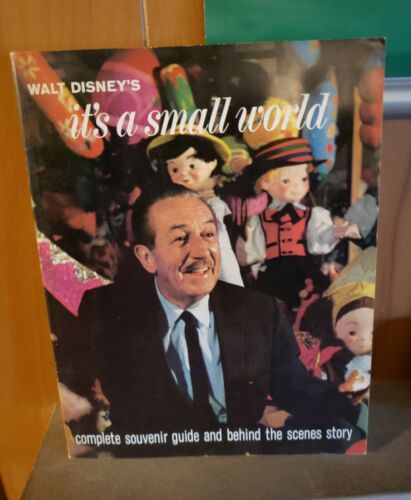 WALT DISNEY'S
it's a small world
complete souvenir guide and behind the scenes story